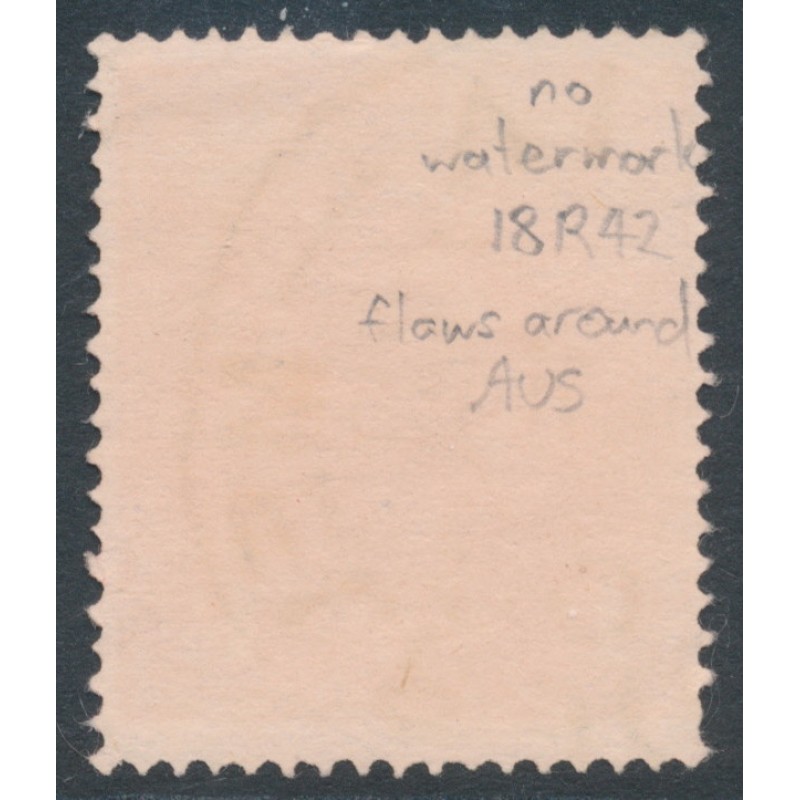 no
watermark
18R42
flaws around
AUS